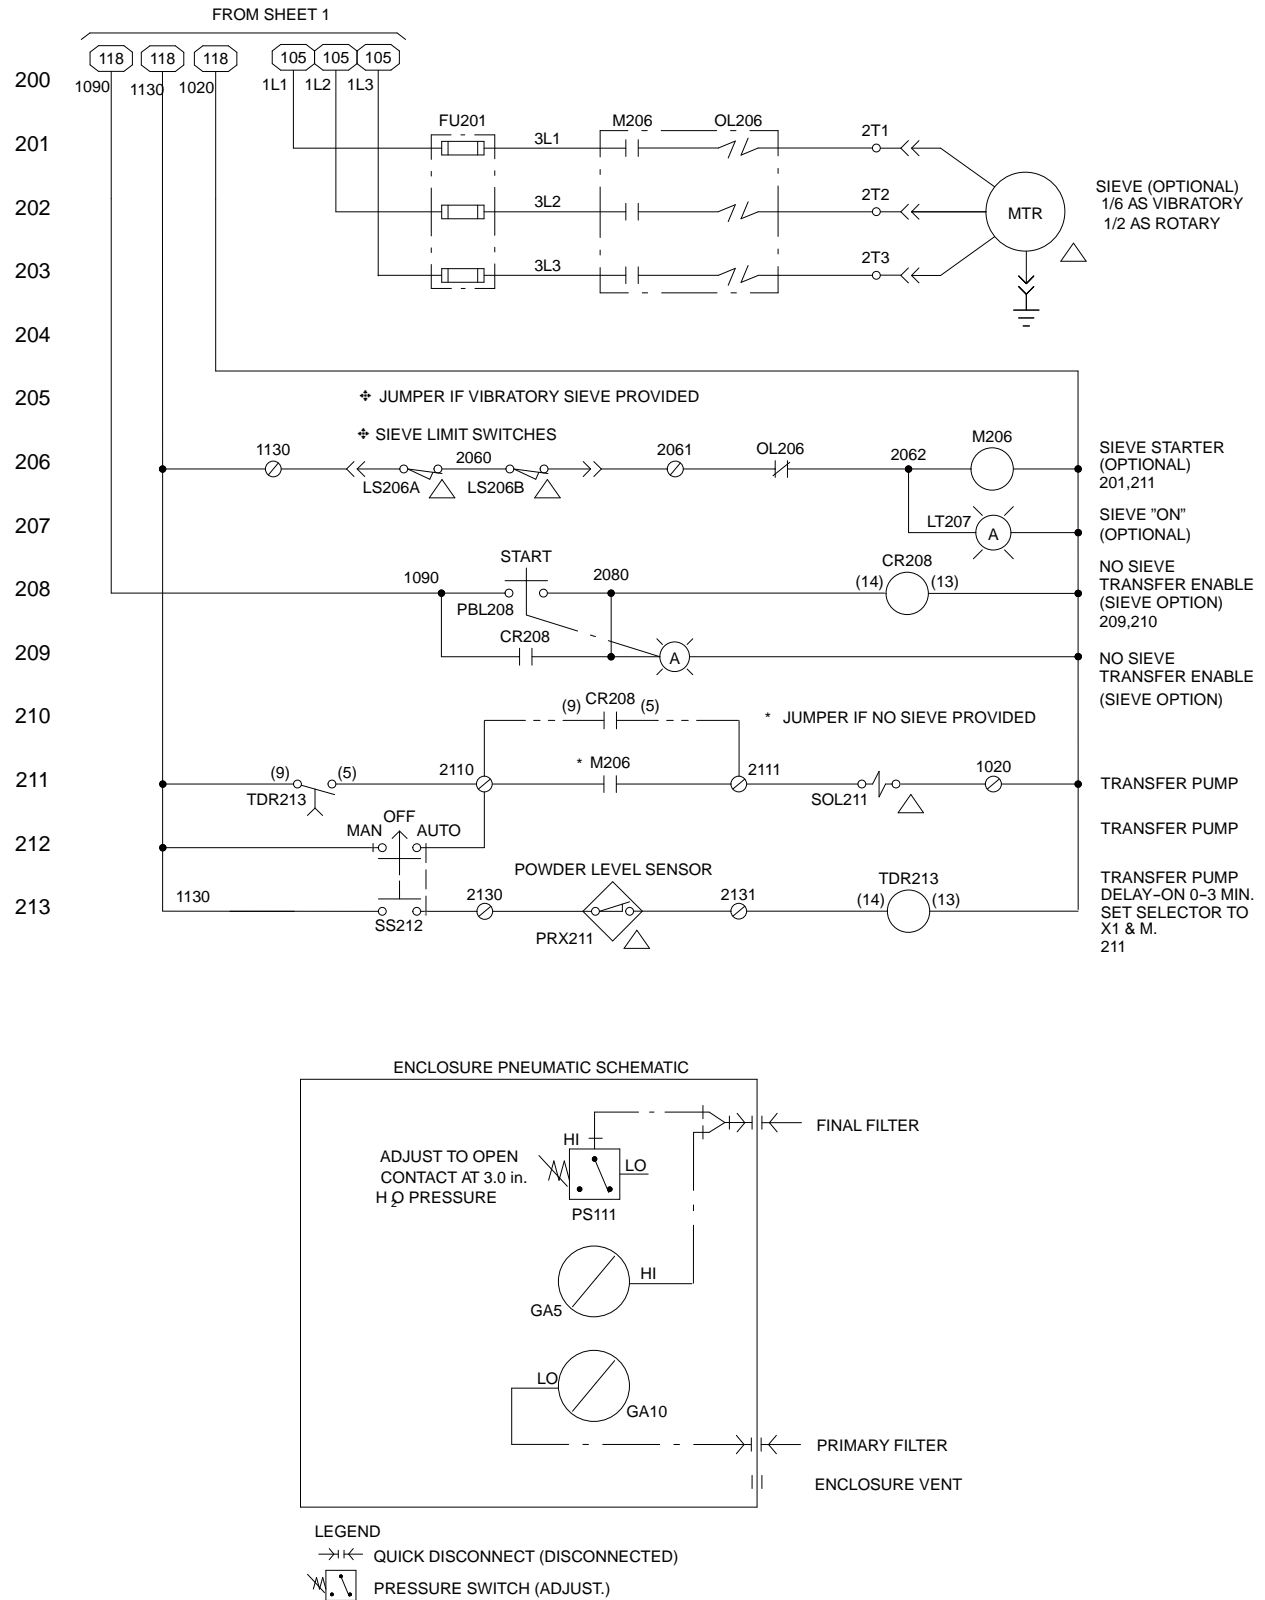 FROM SHEET 1
118 118 118 105 105 105
200 1090 1130 1020 1L1 1L2 1L3
FU201 M206 OL206
201 3L1 2T1
202 3L2 2T2
203 3L3 2T3
MTR
SIEVE (OPTIONAL)
1/6 AS VIBRATORY
1/2 AS ROTARY
204
205 JUMPER IF VIBRATORY SIEVE PROVIDED
SIEVE LIMIT SWITCHES
206 1130 2060 2061 OL206 2062 M206
LS206A LS206B
SIEVE STARTER
(OPTIONAL)
201,211
207 LT207 A
SIEVE ”ON”
(OPTIONAL)
START
208 1090 2080 (14) CR208 (13)
PBL208
NO SIEVE
TRANSFER ENABLE
(SIEVE OPTION)
209,210
209 CR208 A
NO SIEVE
TRANSFER ENABLE
(SIEVE OPTION)
210 (9) CR208 (5) * JUMPER IF NO SIEVE PROVIDED
211 (9) (5) 2110 * M206 2111 1020 TRANSFER PUMP
TDR213 SOL211
OFF
212 MAN AUTO TRANSFER PUMP
POWDER LEVEL SENSOR
213 1130 2130 2131 (14) TDR213 (13)
SS212 PRX211
TRANSFER PUMP
DELAY-ON 0-3 MIN.
SET SELECTOR TO
X1 & M.
211
ENCLOSURE PNEUMATIC SCHEMATIC
FINAL FILTER
HI
LO
ADJUST TO OPEN
CONTACT AT 3.0 in.
H2O PRESSURE
PS111
HI
GA5
LO
GA10
PRIMARY FILTER
ENCLOSURE VENT
LEGEND
QUICK DISCONNECT (DISCONNECTED)
PRESSURE SWITCH (ADJUST.)